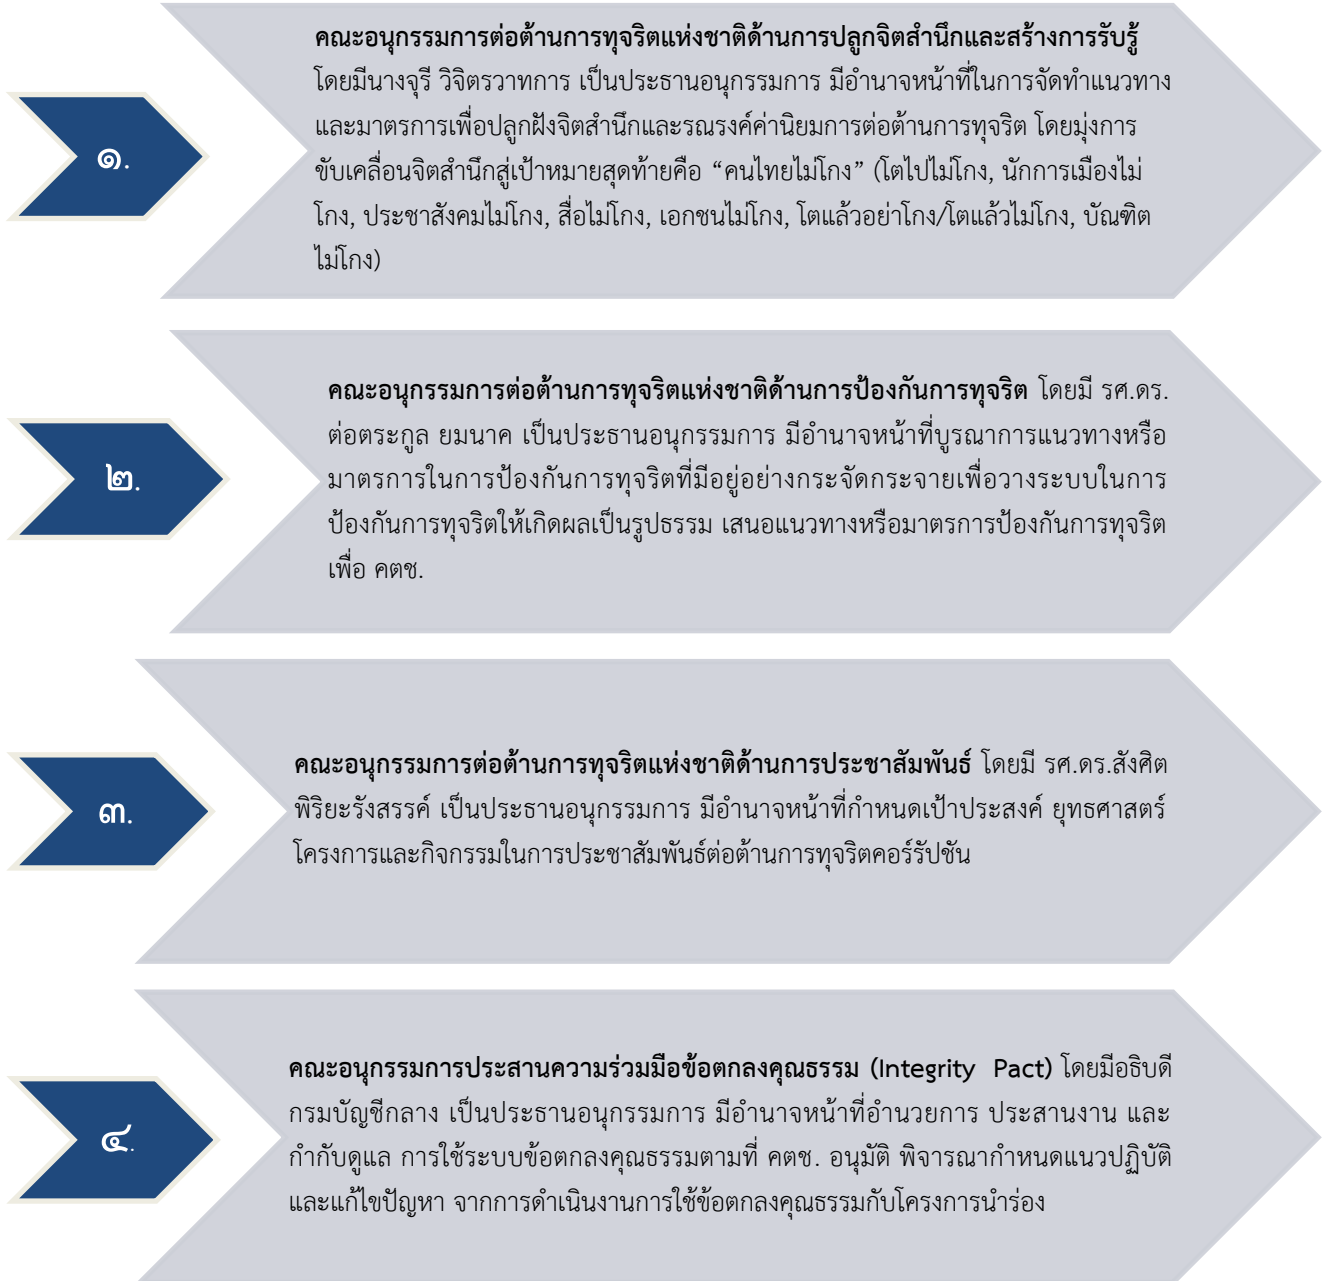 ๑.
คณะอนุกรรมการต่อต้านการทุจริตแห่งชาติด้านการปลูกจิตสำนึกและสร้างการรับรู้
โดยมีนางจุรี วิจิตรวาทการ เป็นประธานอนุกรรมการ มีอำนาจหน้าที่ในการจัดทำแนวทาง
และมาตรการเพื่อปลูกฝังจิตสำนึกและรณรงค์ค่านิยมการต่อต้านการทุจริต โดยมุ่งการ
ขับเคลื่อนจิตสำนึกสู่เป้าหมายสุดท้ายคือ “คนไทยไม่โกง” (โตไปไม่โกง, นักการเมืองไม่
โกง, ประชาสังคมไม่โกง, สื่อไม่โกง, เอกชนไม่โกง, โตแล้วอย่าโกง/โตแล้วไม่โกง, บัณฑิต
ไม่โกง)
๒.
คณะอนุกรรมการต่อต้านการทุจริตแห่งชาติด้านการป้องกันการทุจริต โดยมี รศ.ดร.
ต่อตระกูล ยมนาค เป็นประธานอนุกรรมการ มีอำนาจหน้าที่บูรณาการแนวทางหรือ
มาตรการในการป้องกันการทุจริตที่มีอยู่อย่างกระจัดกระจายเพื่อวางระบบในการ
ป้องกันการทุจริตให้เกิดผลเป็นรูปธรรม เสนอแนวทางหรือมาตรการป้องกันการทุจริต
เพื่อ คตช.
๓.
คณะอนุกรรมการต่อต้านการทุจริตแห่งชาติด้านการประชาสัมพันธ์ โดยมี รศ.ดร.สังศิต
พิริยะรังสรรค์ เป็นประธานอนุกรรมการ มีอำนาจหน้าที่กำหนดเป้าประสงค์ ยุทธศาสตร์
โครงการและกิจกรรมในการประชาสัมพันธ์ต่อต้านการทุจริตคอร์รัปชัน
๔.
คณะอนุกรรมการประสานความร่วมมือข้อตกลงคุณธรรม (Integrity Pact) โดยมีอธิบดี
กรมบัญชีกลาง เป็นประธานอนุกรรมการ มีอำนาจหน้าที่อำนวยการ ประสานงาน และ
กำกับดูแล การใช้ระบบข้อตกลงคุณธรรมตามที่ คตช. อนุมัติ พิจารณากำหนดแนวปฏิบัติ
และแก้ไขปัญหา จากการดำเนินงานการใช้ข้อตกลงคุณธรรมกับโครงการนำร่อง